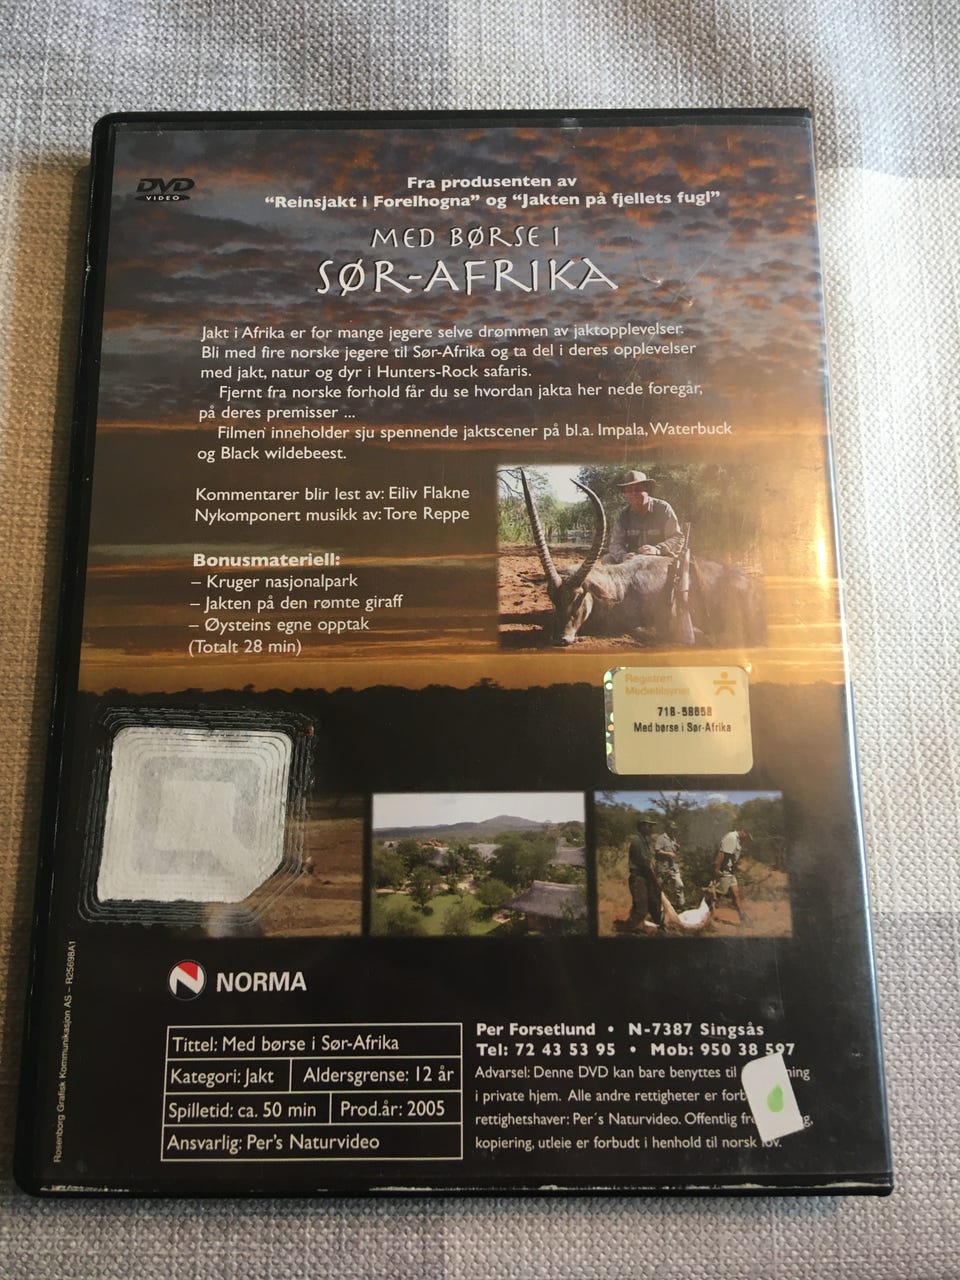 DVD
VIDEO
Fra produsenten av
"Reinsjakt i Forelhogna" og "Jakten på fjellets fugl"
MED BØRSE I
SØR-AFRIKA
Jakt i Afrika er for mange jegere selve drømmen av jaktopplevelser.
Bli med fire norske jegere til Sør-Afrika og ta del i deres opplevelser
med jakt, natur og dyr i Hunters-Rock safaris.
Fjernt fra norske forhold får du se hvordan jakta her nede foregår,
på deres premisser ...
Filmen inneholder sju spennende jaktscener på bl.a. Impala, Waterbuck
og Black wildebeest.
Kommentarer blir lest av: Eiliv Flakne
Nykomponert musikk av: Tore Reppe
Bonusmateriell:
– Kruger nasjonalpark
– Jakten på den rømte giraff
– Øysteins egne opptak
(Totalt 28 min)
Registrert
Medietilsynet
718-58658
Med børse i Sør-Afrika
Rosenborg Grafisk Kommunikasjon AS – R25698A1
NORMA
Tittel: Med børse i Sør-Afrika
Kategori: Jakt Aldersgrense: 12 år
Spilletid: ca. 50 min Prod.år: 2005
Ansvarlig: Per's Naturvideo
Per Forsetlund • N-7387 Singsås
Tel: 72 43 53 95 • Mob: 950 38 597
Advarsel: Denne DVD kan bare benyttes til
i private hjem. Alle andre rettigheter er
rettighetshaver: Per´s Naturvideo. Offentlig
kopiering, utleie er forbudt i henhold til norsk lov.